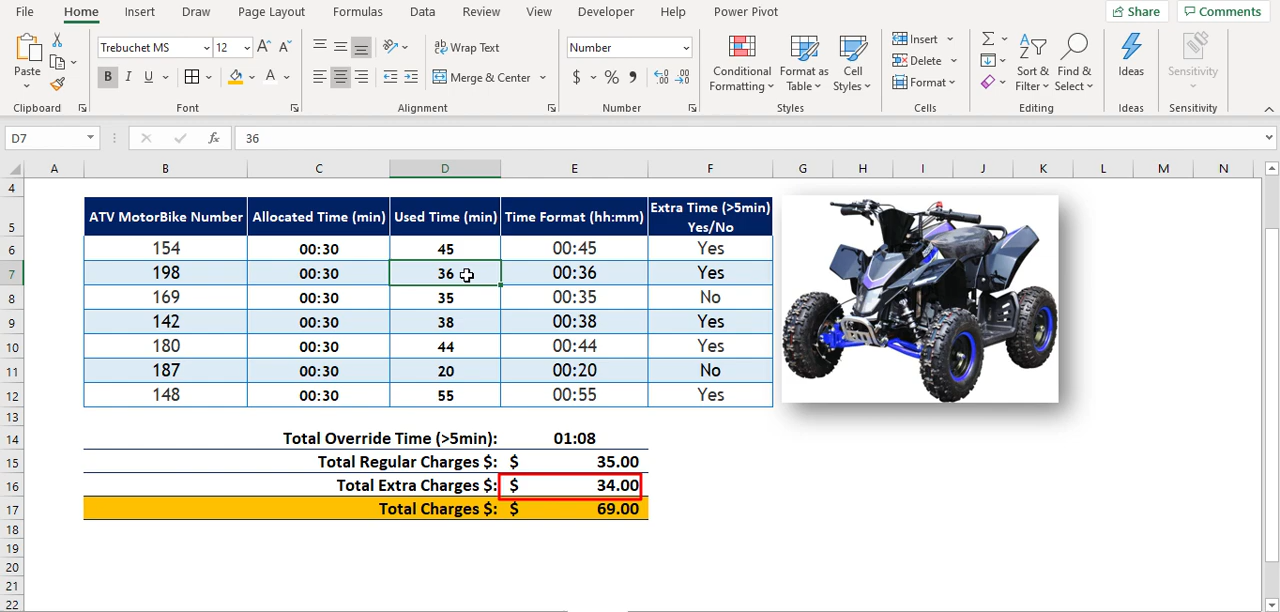 File Home Insert Draw Page Layout Formulas Data Review View Developer Help Power Pivot Share Comments
Paste Trebuchet MS 12 A A ab Wrap Text Number Insert Σ
B I U A Merge & Center $ % 9 Conditional Formatting Format as Table Cell Styles Delete Format Sort & Filter Find & Select Ideas Sensitivity
Clipboard Font Alignment Number Styles Cells Editing Ideas Sensitivity
D7 fx 36
A B C D E F G H I J K L M N
4
5 ATV MotorBike Number Allocated Time (min) Used Time (min) Time Format (hh:mm) Extra Time (>5min) Yes/No
6 154 00:30 45 00:45 Yes
7 198 00:30 36 00:36 Yes
8 169 00:30 35 00:35 No
9 142 00:30 38 00:38 Yes
10 180 00:30 44 00:44 Yes
11 187 00:30 20 00:20 No
12 148 00:30 55 00:55 Yes
13
14 Total Override Time (>5min): 01:08
15 Total Regular Charges $: $ 35.00
16 Total Extra Charges $: $ 34.00
17 Total Charges $: $ 69.00
18
19
20
21
22